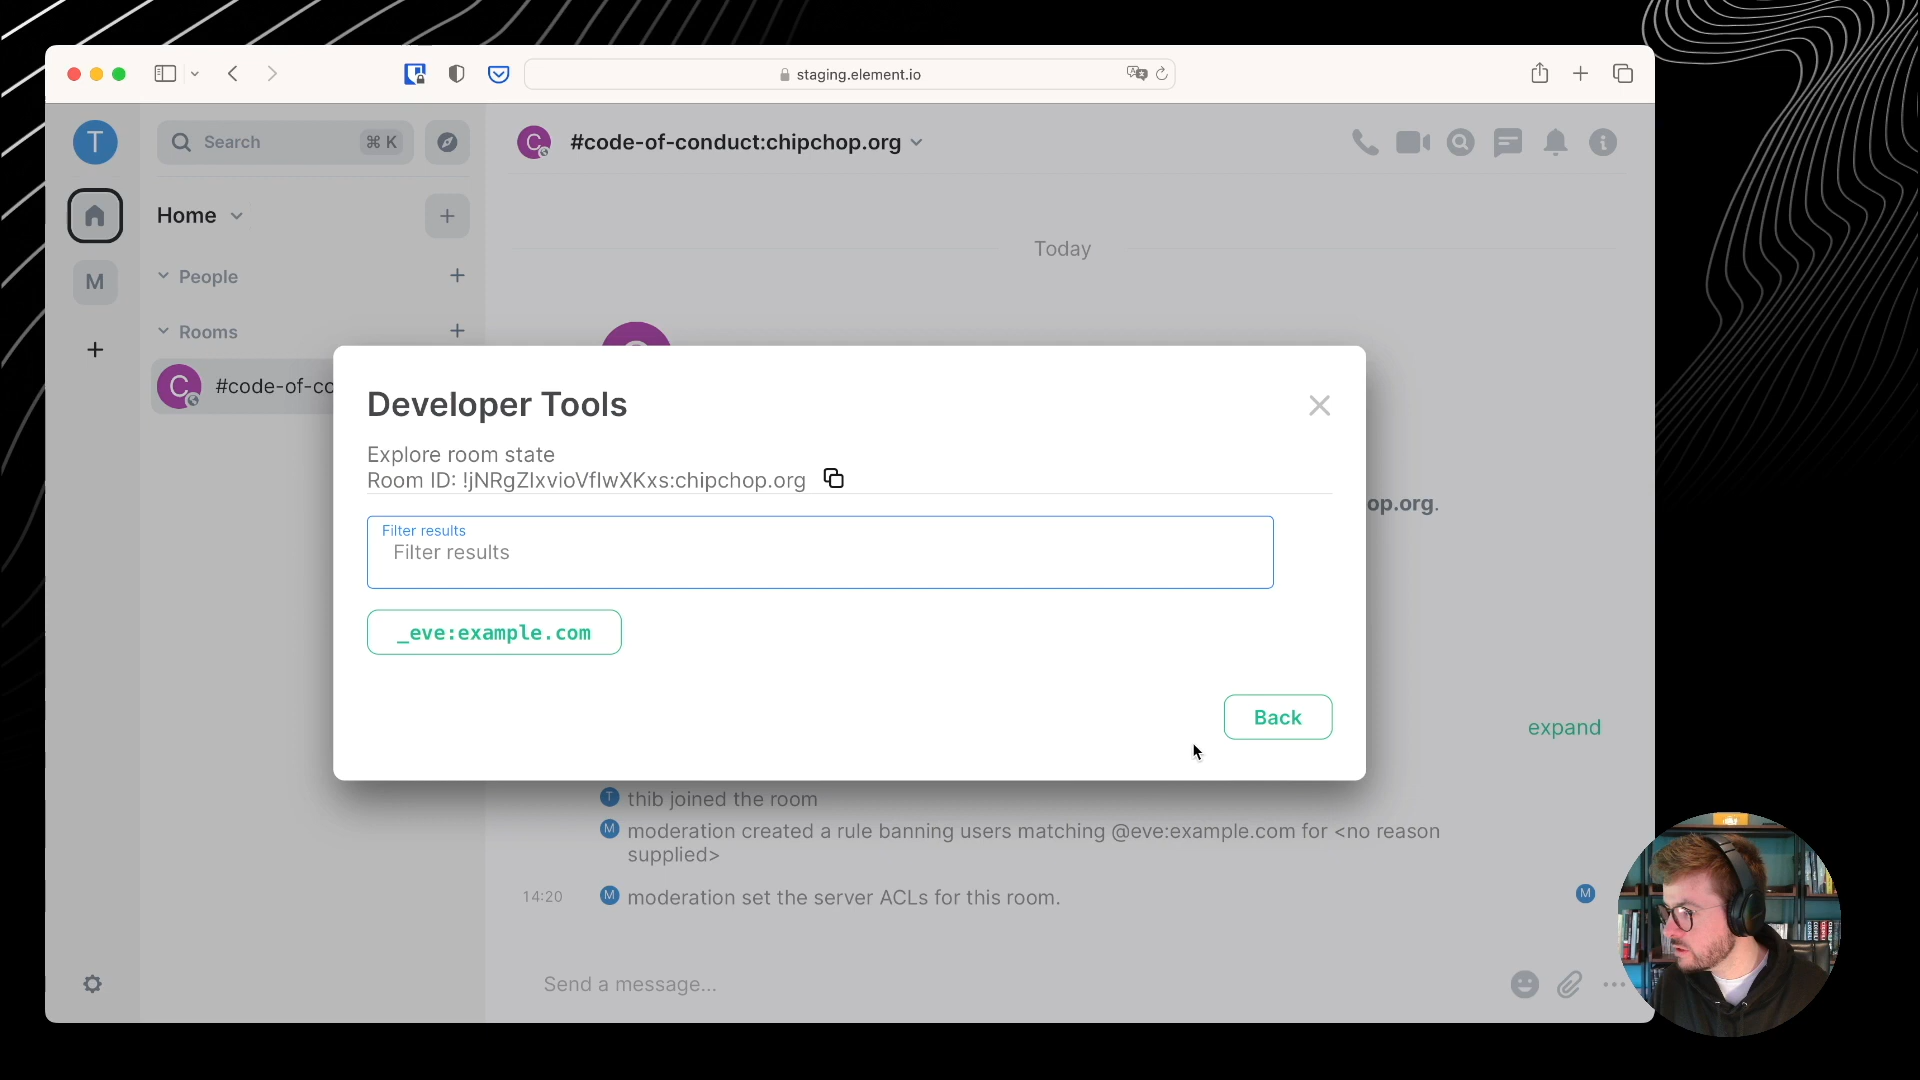 staging.element.io
T
Search
⌘ K
C
#code-of-conduct:chipchop.org
Home
Today
M
People
Rooms
C
#code-of-co
Developer Tools
Explore room state
Room ID: !jNRgZlxvioVflwXKxs:chipchop.org
op.org.
Filter results
Filter results
_eve:example.com
Back
expand
T
thib joined the room
M
moderation created a rule banning users matching @eve:example.com for <no reason
supplied>
14:20
M
moderation set the server ACLs for this room.
M
Send a message...